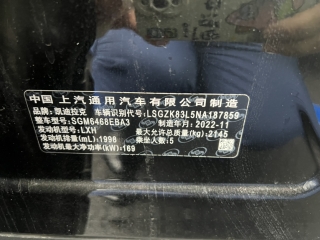 中国 上汽通用汽车有限公司制造
品牌：凯迪拉克 车辆识别代号：LSGZK83L5NA187859
整车型号：SGM6468EBA3 制造年月：2022-11
发动机型号：LXH 最大允许总质量(kg)：2145
发动机排量(mL)：1998 乘坐人数：5
发动机最大净功率(kW)：169